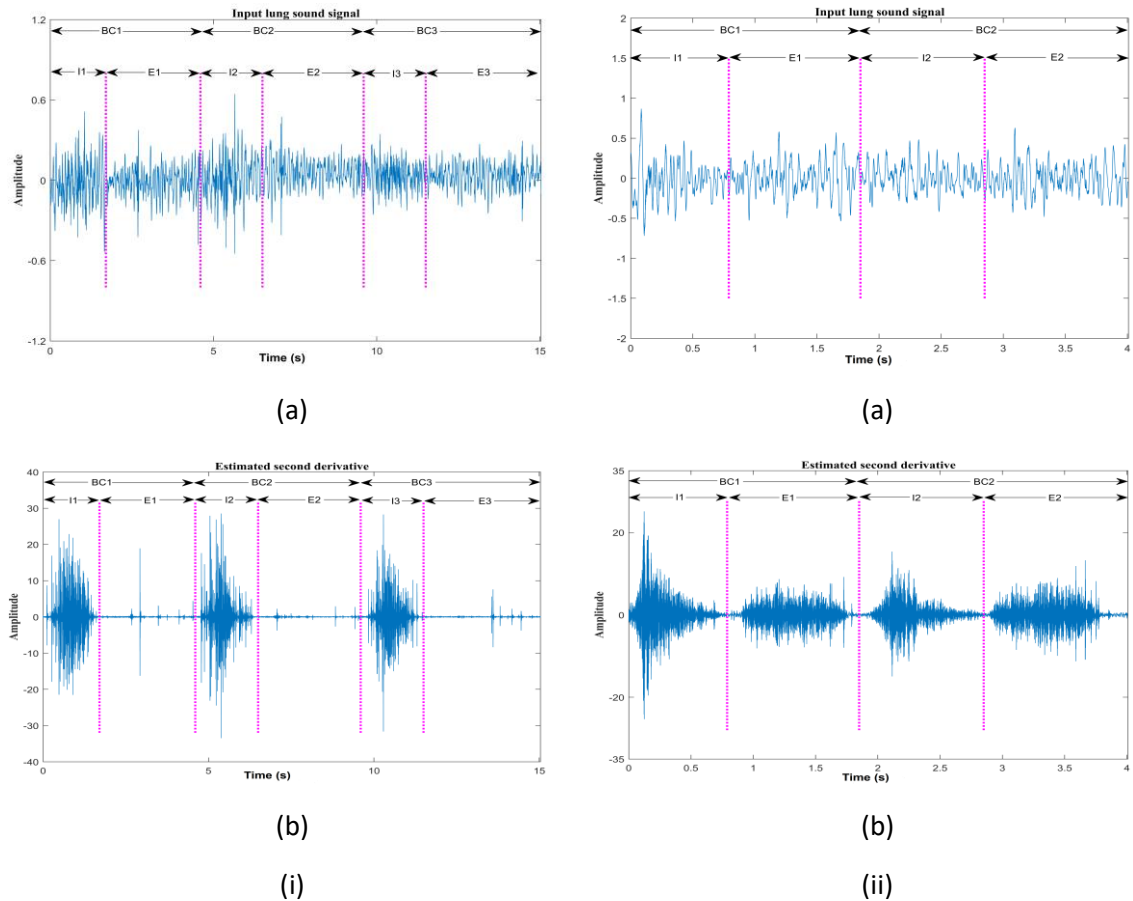 Input lung sound signal
1.2
0.6
0
-0.6
-1.2
Amplitude
BC1 BC2 BC3
I1 E1 I2 E2 I3 E3
0 5 10 15
Time (s)
(a)
Input lung sound signal
2
1.5
1
0.5
0
-0.5
-1
-1.5
-2
Amplitude
BC1 BC2
I1 E1 I2 E2
0 0.5 1 1.5 2 2.5 3 3.5 4
Time (s)
(a)
Estimated second derivative
40
30
20
10
0
-10
-20
-30
-40
Amplitude
BC1 BC2 BC3
I1 E1 I2 E2 I3 E3
0 5 10 15
Time (s)
(b)
(i)
Estimated second derivative
35
20
0
-20
-35
Amplitude
BC1 BC2
I1 E1 I2 E2
0 0.5 1 1.5 2 2.5 3 3.5 4
Time (s)
(b)
(ii)